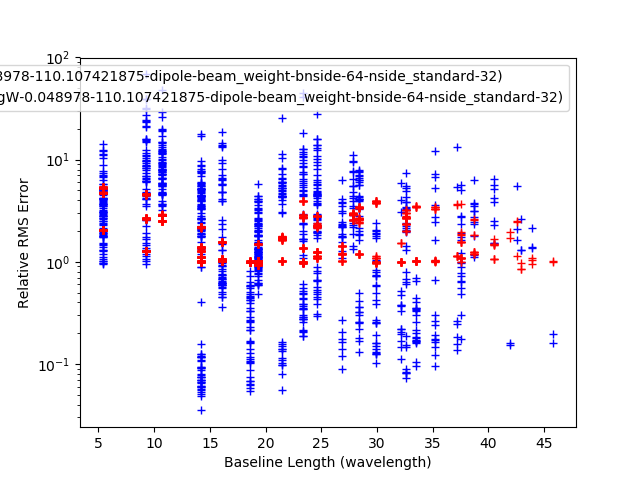 8978-110.107421875-dipole-beam_weight-bnside-64-nside_standard-32)
gW-0.048978-110.107421875-dipole-beam_weight-bnside-64-nside_standard-32)
10²
10¹
10⁰
10⁻¹
Relative RMS Error
5 10 15 20 25 30 35 40 45
Baseline Length (wavelength)